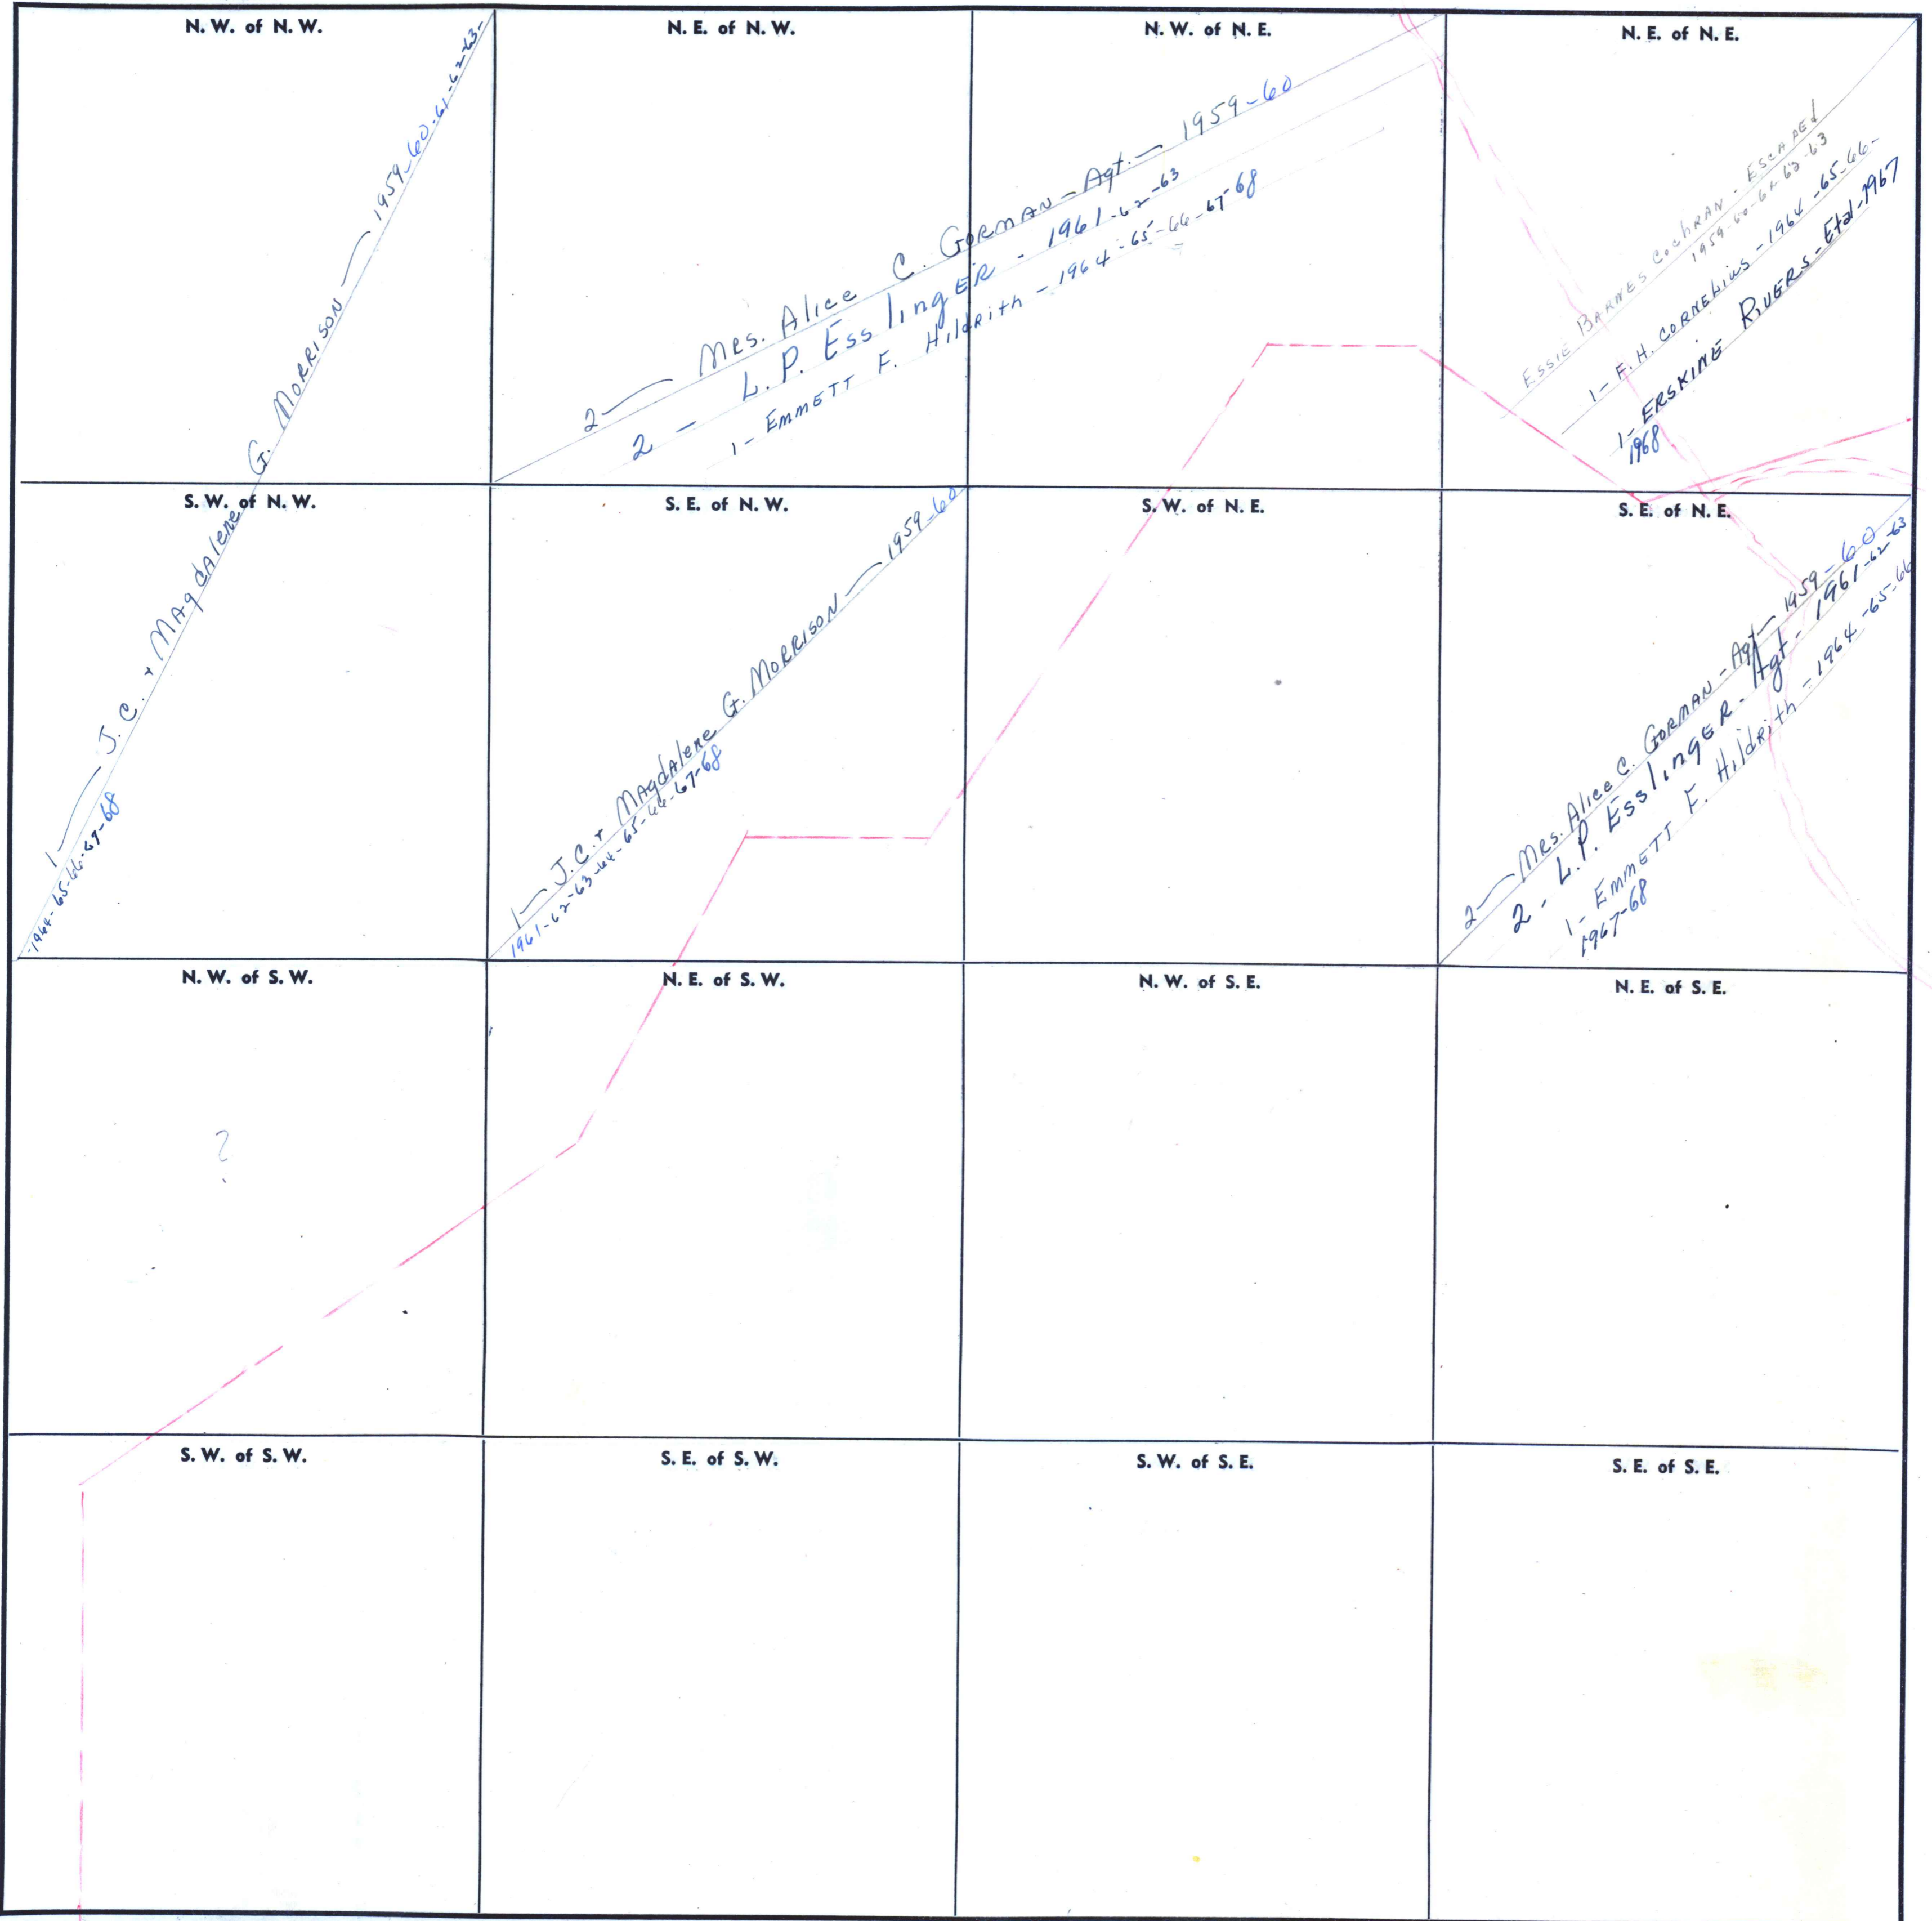 N. W. of N. W.
N. E. of N. W.
N. W. of N. E.
N. E. of N. E.
1 — J. C. + MAgdAlene G. MORRISON — 1959-60-61-62-63-
-1964-65-66-67-68
2 — MRS. Alice C. GORMAN - Agt. — 1959-60
2 — L. P. EsslingER - 1961-62-63
1 - EMMETT F. Hildrith - 1964-65-66-67-68
ESSIE BARNES CochRAN - ESCAPEd
1959-60-61-62-63
1 - E. H. CORNELius - 1964-65-66-
1 - ERSKINE RIVERS - Etal - 1967
1968
S. W. of N. W.
S. E. of N. W.
S. W. of N. E.
S. E. of N. E.
1 — J. C. + MAgdAlene G. MORRISON — 1959-60
1961-62-63-64-65-66-67-68
2 — MRS. Alice C. GORMAN - Agt — 1959-60
2 - L. P. EsslingER - Agt - 1961-62-63
1 - EMMETT F. Hildrith - 1964-65-66
1967-68
N. W. of S. W.
N. E. of S. W.
N. W. of S. E.
N. E. of S. E.
?
S. W. of S. W.
S. E. of S. W.
S. W. of S. E.
S. E. of S. E.